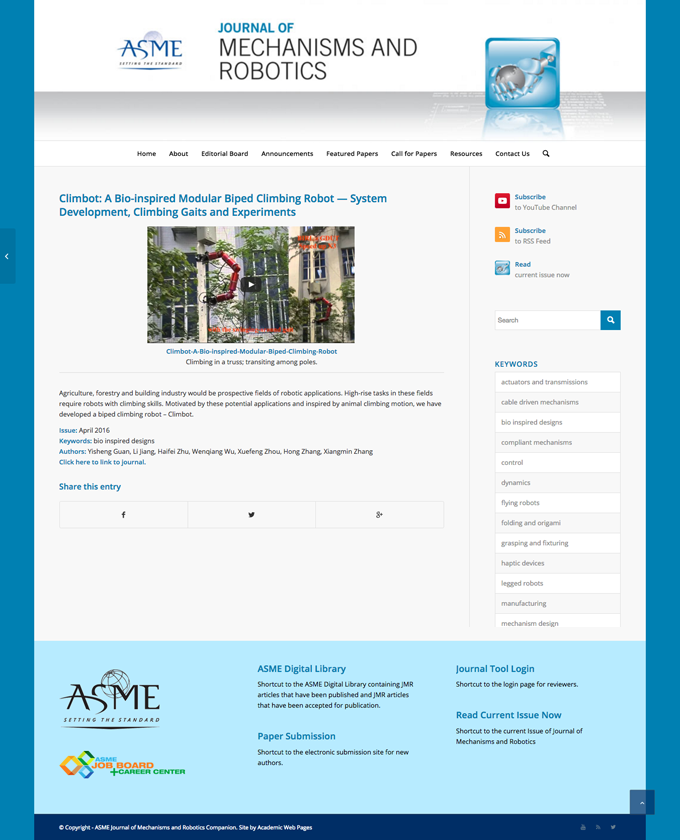 ASME
SETTING THE STANDARD
JOURNAL OF
MECHANISMS AND
ROBOTICS
Home
About
Editorial Board
Announcements
Featured Papers
Call for Papers
Resources
Contact Us
Climbot: A Bio-inspired Modular Biped Climbing Robot — System
Development, Climbing Gaits and Experiments
Climbot-A-Bio-inspired-Modular-Biped-Climbing-Robot
Climbing in a truss; transiting among poles.
Agriculture, forestry and building industry would be prospective fields of robotic applications. High-rise tasks in these fields
require robots with climbing skills. Motivated by these potential applications and inspired by animal climbing motion, we have
developed a biped climbing robot – Climbot.
Issue: April 2016
Keywords: bio inspired designs
Authors: Yisheng Guan, Li Jiang, Haifei Zhu, Wenqiang Wu, Xuefeng Zhou, Hong Zhang, Xiangmin Zhang
Click here to link to journal.
Share this entry
Subscribe
to YouTube Channel
Subscribe
to RSS Feed
Read
current issue now
Search
KEYWORDS
actuators and transmissions
cable driven mechanisms
bio inspired designs
compliant mechanisms
control
dynamics
flying robots
folding and origami
grasping and fixturing
haptic devices
legged robots
manufacturing
mechanism design
ASME
SETTING THE STANDARD
ASME
JOB BOARD
+CAREER CENTER
ASME Digital Library
Shortcut to the ASME Digital Library containing JMR
articles that have been published and JMR articles
that have been accepted for publication.
Paper Submission
Shortcut to the electronic submission site for new
authors.
Journal Tool Login
Shortcut to the login page for reviewers.
Read Current Issue Now
Shortcut to the current Issue of Journal of
Mechanisms and Robotics
© Copyright - ASME Journal of Mechanisms and Robotics Companion. Site by Academic Web Pages